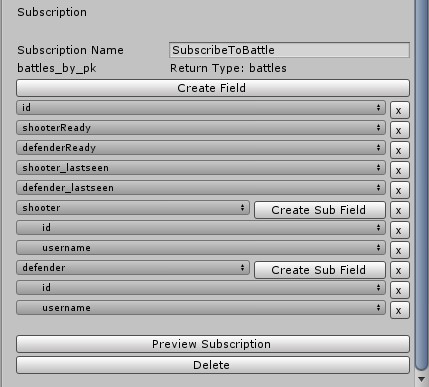 Subscription
Subscription Name SubscribeToBattle
battles_by_pk Return Type: battles
Create Field
id x
shooterReady x
defenderReady x
shooter_lastseen x
defender_lastseen x
shooter Create Sub Field x
id x
username x
defender Create Sub Field x
id x
username x
Preview Subscription
Delete